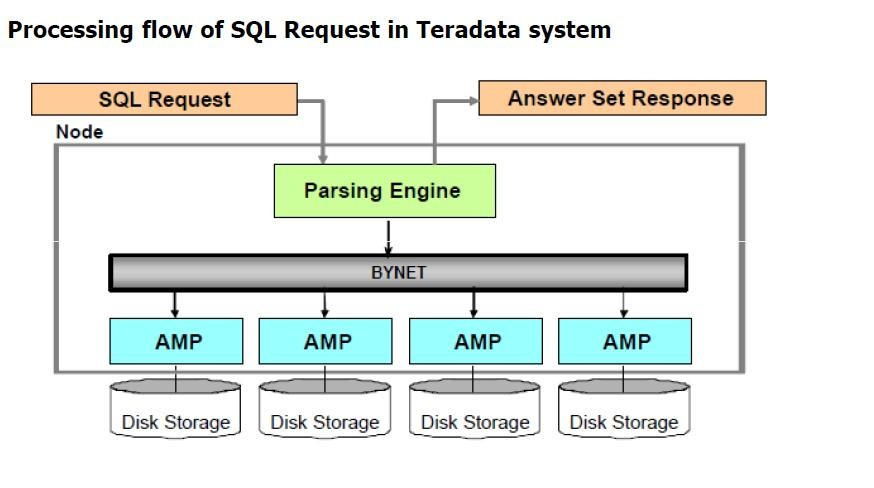 Processing flow of SQL Request in Teradata system
SQL Request
Answer Set Response
Node
Parsing Engine
BYNET
AMP
AMP
AMP
AMP
Disk Storage
Disk Storage
Disk Storage
Disk Storage